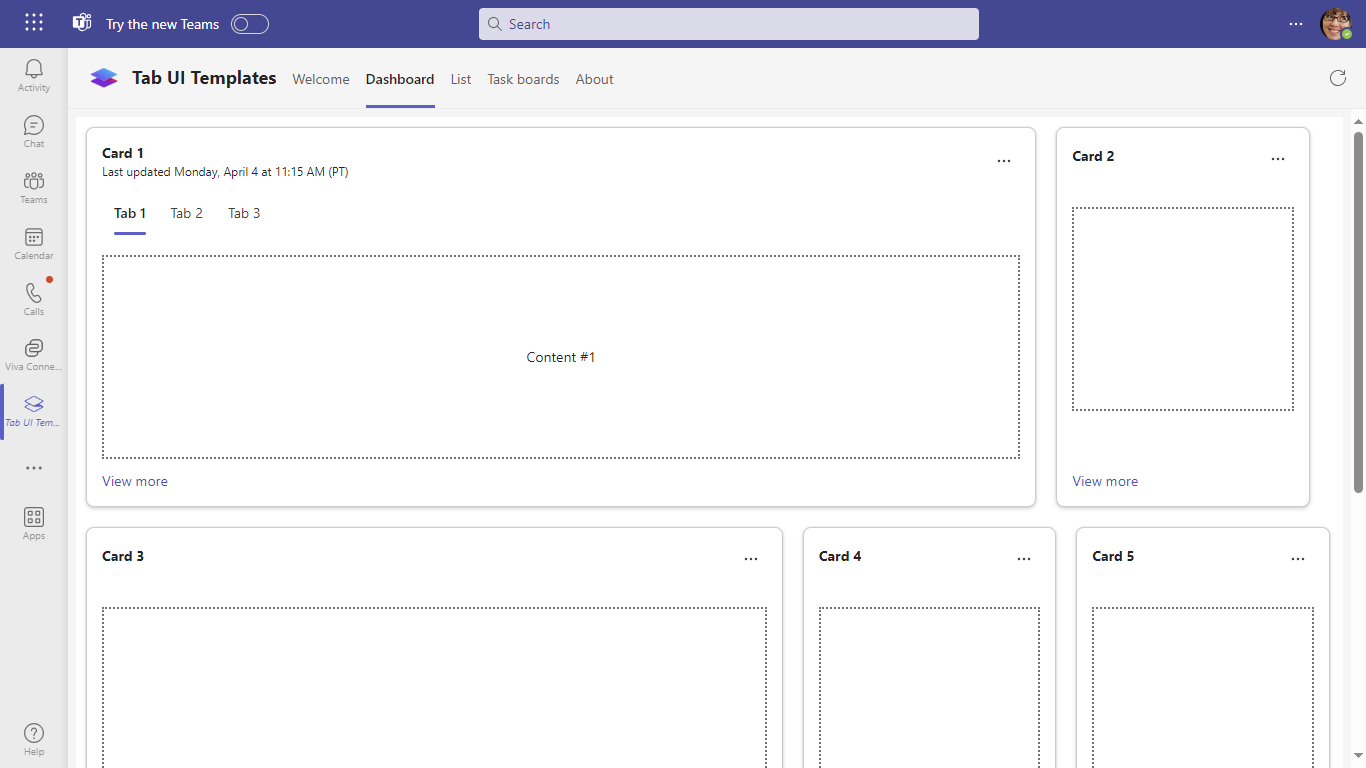 Try the new Teams
Search
Activity
Chat
Teams
Calendar
Calls
Viva Conne...
Tab UI Tem...
Apps
Help
Tab UI Templates
Welcome
Dashboard
List
Task boards
About
Card 1
Last updated Monday, April 4 at 11:15 AM (PT)
Tab 1
Tab 2
Tab 3
Content #1
View more
Card 2
View more
Card 3
Card 4
Card 5